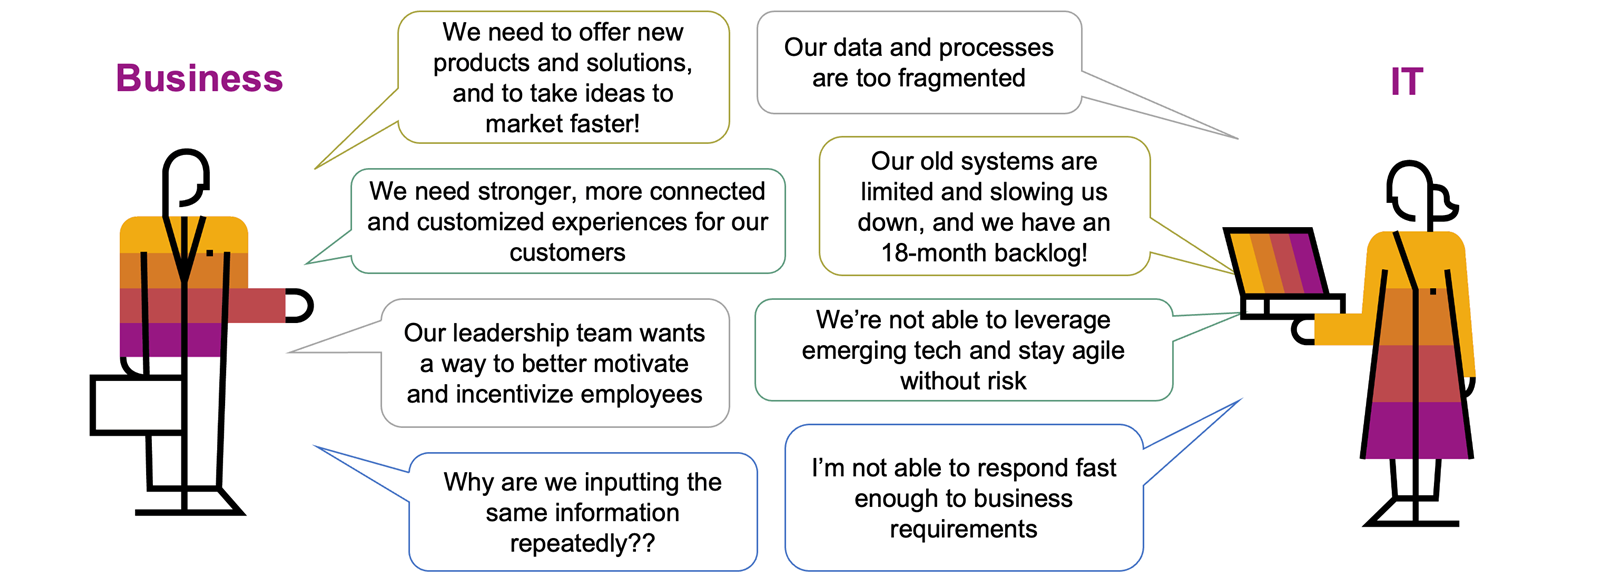 Business
We need to offer new
products and solutions,
and to take ideas to
market faster!
We need stronger, more connected
and customized experiences for our
customers
Our leadership team wants
a way to better motivate
and incentivize employees
Why are we inputting the
same information
repeatedly??
IT
Our data and processes
are too fragmented
Our old systems are
limited and slowing us
down, and we have an
18-month backlog!
We’re not able to leverage
emerging tech and stay agile
without risk
I’m not able to respond fast
enough to business
requirements